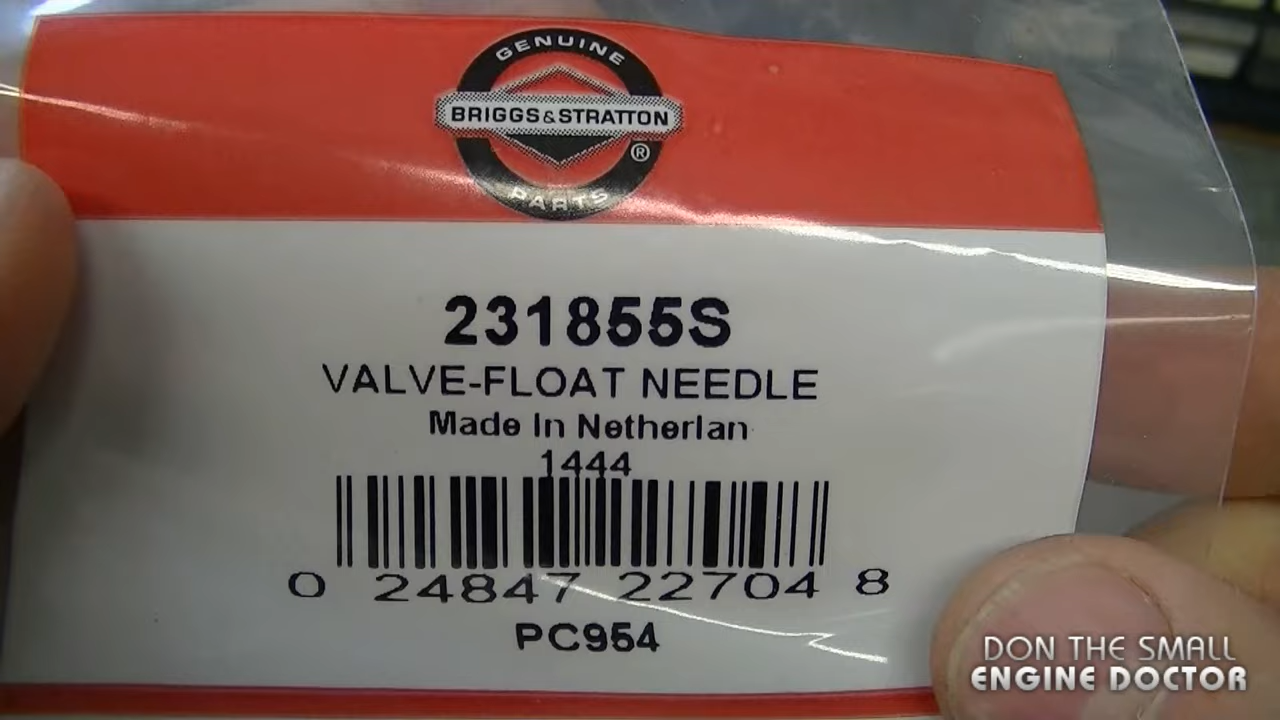 GENUINE
BRIGGS&STRATTON
®
PARTS
231855S
VALVE-FLOAT NEEDLE
Made In Netherlan
1444
0 24847 22704 8
PC954
DON THE SMALL
ENGINE DOCTOR